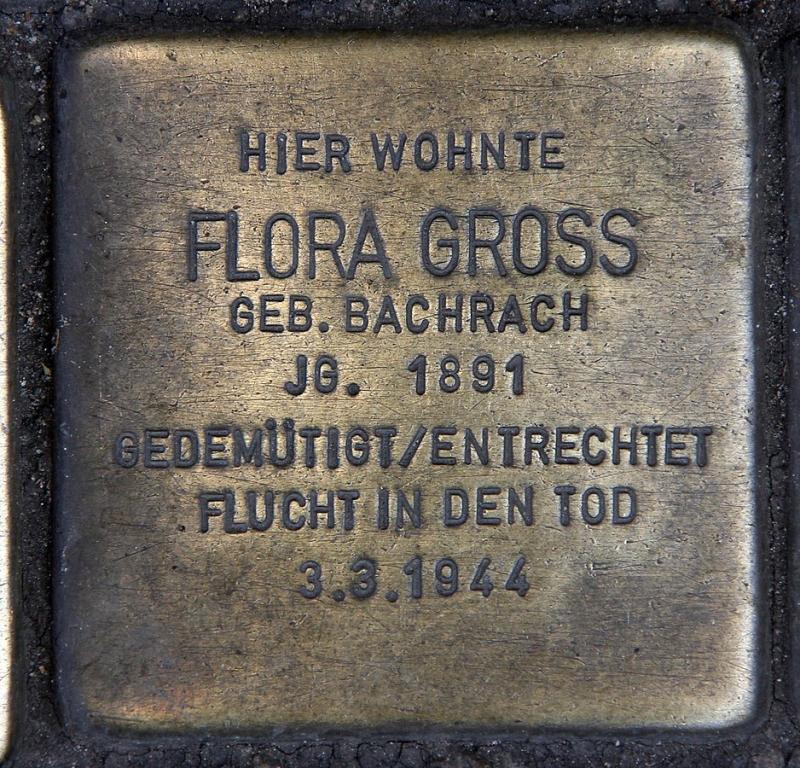 HIER WOHNTE
FLORA GROSS
GEB. BACHRACH
JG. 1891
GEDEMÜTIGT/ENTRECHTET
FLUCHT IN DEN TOD
3.3.1944